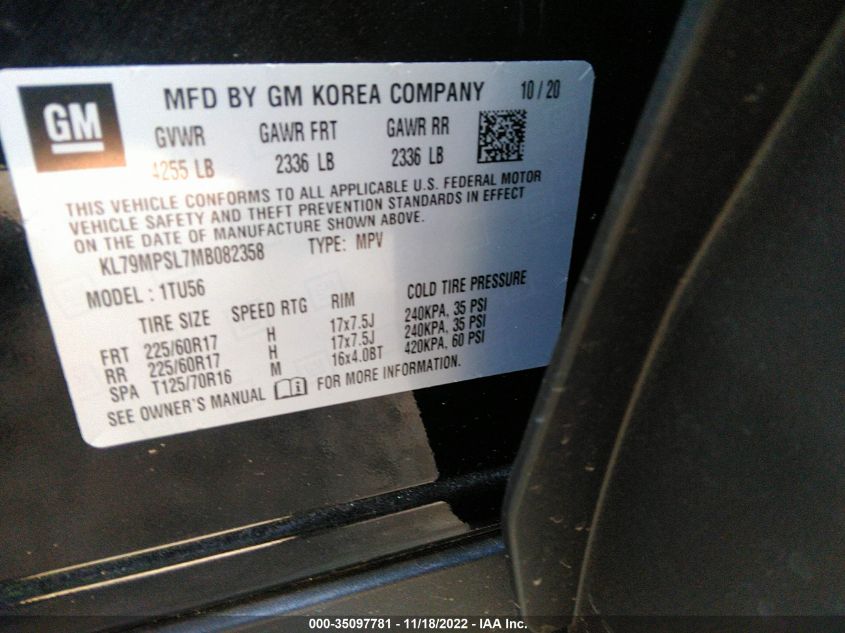 GM
MFD BY GM KOREA COMPANY 10/20
GVWR GAWR FRT GAWR RR
4255 LB 2336 LB 2336 LB
THIS VEHICLE CONFORMS TO ALL APPLICABLE U.S. FEDERAL MOTOR
VEHICLE SAFETY AND THEFT PREVENTION STANDARDS IN EFFECT
ON THE DATE OF MANUFACTURE SHOWN ABOVE.
KL79MPSL7MB082358 TYPE: MPV
MODEL : 1TU56
TIRE SIZE SPEED RTG RIM COLD TIRE PRESSURE
FRT 225/60R17 H 17x7.5J 240KPA, 35 PSI
RR 225/60R17 H 17x7.5J 240KPA, 35 PSI
SPA T125/70R16 M 16x4.0BT 420KPA, 60 PSI
SEE OWNER`S MANUAL FOR MORE INFORMATION.
000-35097781 - 11/18/2022 - IAA Inc.